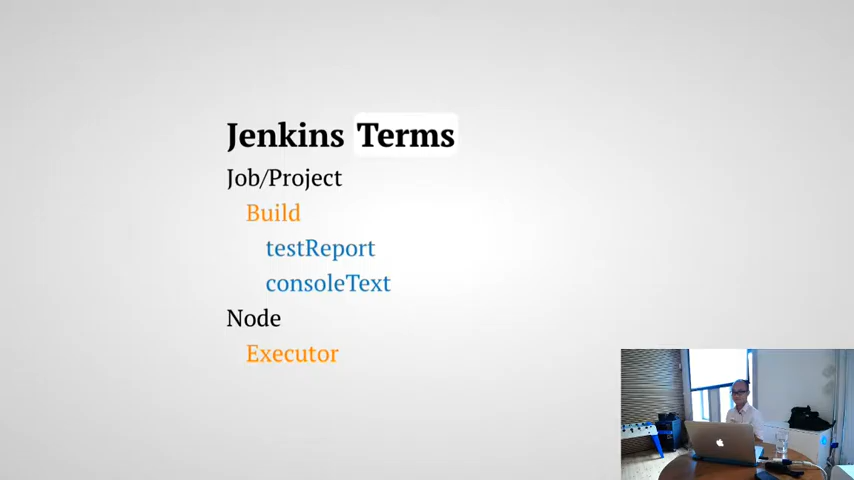 Jenkins Terms
Job/Project
Build
testReport
consoleText
Node
Executor